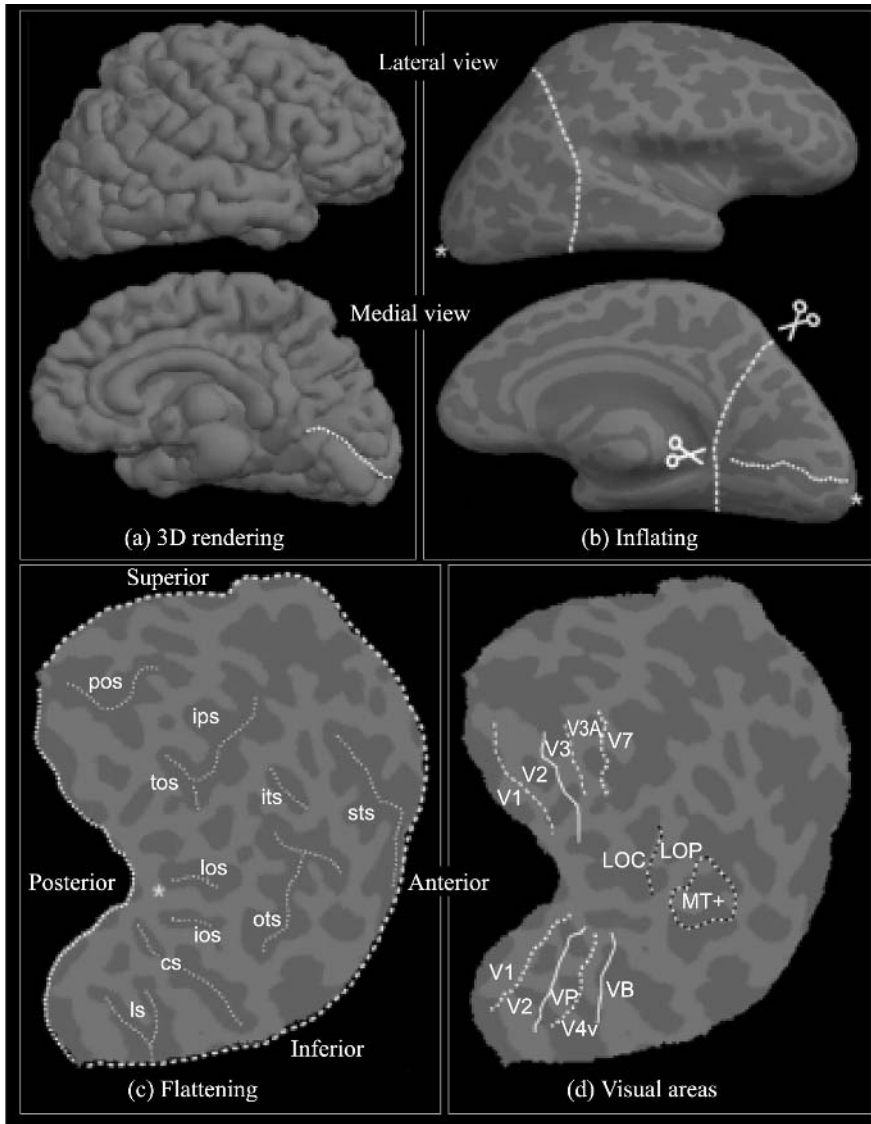 Lateral view
*
Medial view
*
(a) 3D rendering
(b) Inflating
Superior
pos
ips
tos
its
sts
los
Posterior
*
Anterior
ots
ios
cs
ls
Inferior
(c) Flattening
V3A
V3
V7
V2
V1
LOC
LOP
MT+
V1
V2
VP
VB
V4v
(d) Visual areas